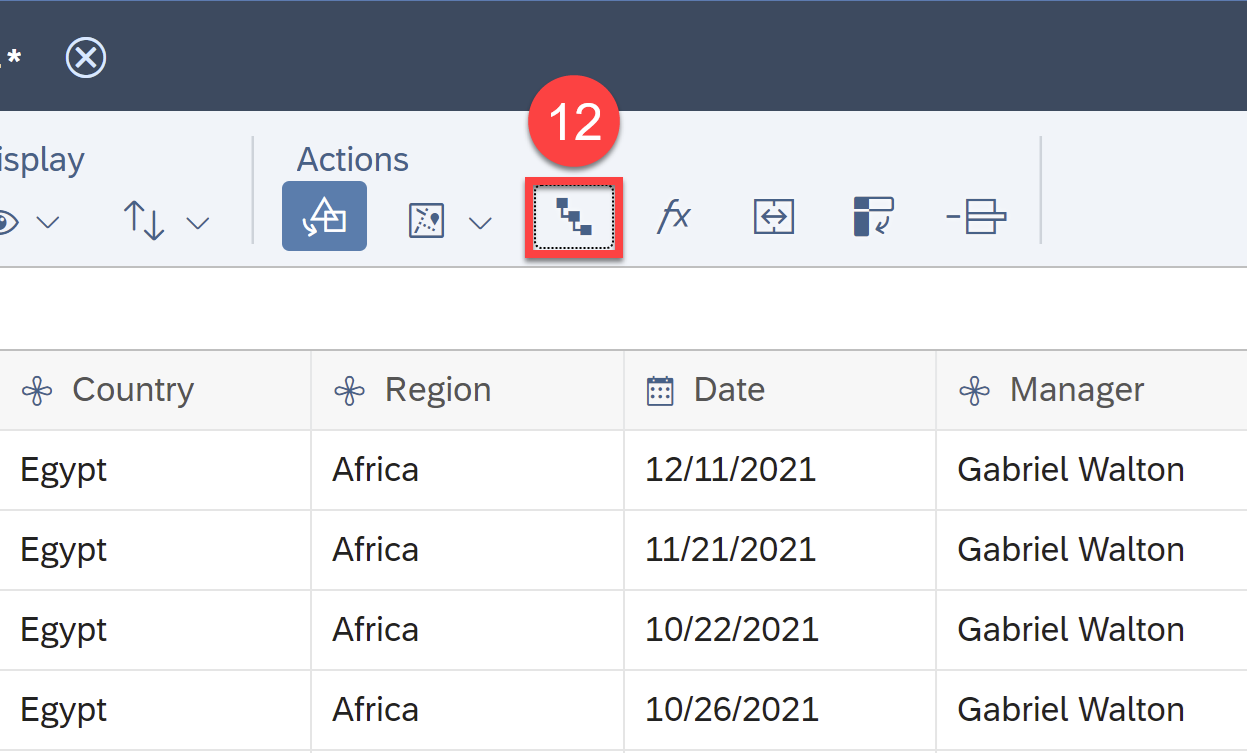 .*
12
isplay
Actions
fx
Country Region Date Manager
Egypt Africa 12/11/2021 Gabriel Walton
Egypt Africa 11/21/2021 Gabriel Walton
Egypt Africa 10/22/2021 Gabriel Walton
Egypt Africa 10/26/2021 Gabriel Walton